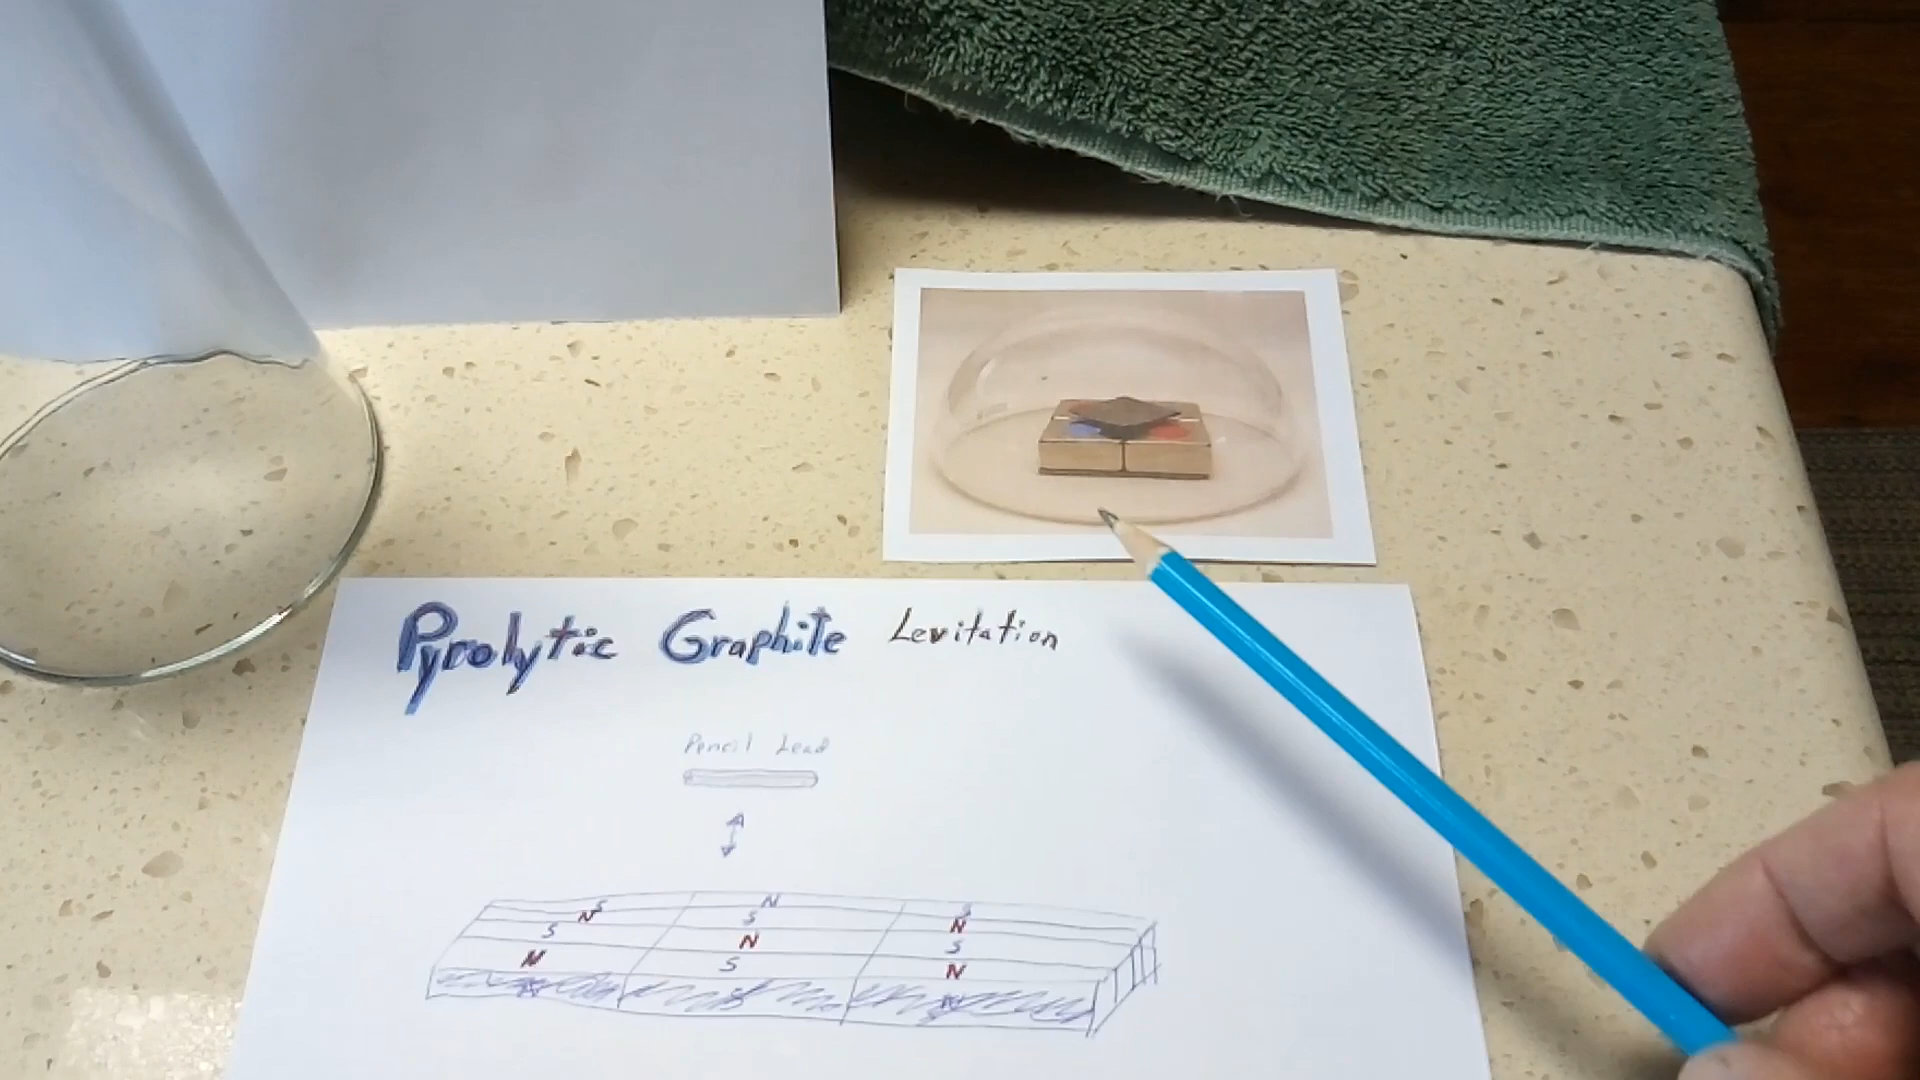 Pyrolytic Graphite Levitation
Pencil Lead
S N S
N S N
S N S
N S N